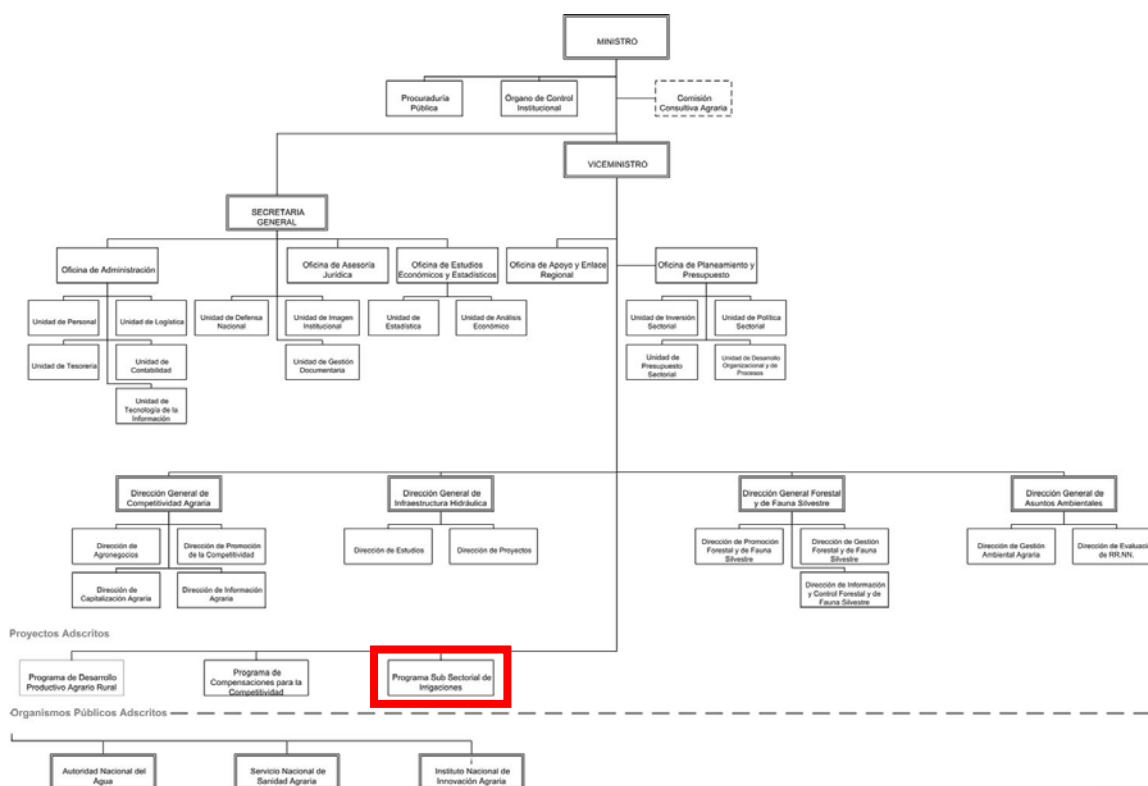 MINISTRO
Procuraduría
Pública
Órgano de Control
Institucional
Comisión
Consultiva Agraria
VICEMINISTRO
SECRETARIA
GENERAL
Oficina de Administración
Oficina de Asesoría
Jurídica
Oficina de Estudios
Económicos y Estadísticos
Oficina de Apoyo y Enlace
Regional
Oficina de Planeamiento y
Presupuesto
Unidad de Personal
Unidad de Logística
Unidad de Defensa
Nacional
Unidad de Imagen
Institucional
Unidad de
Estadística
Unidad de Análisis
Económico
Unidad de Inversión
Sectorial
Unidad de Política
Sectorial
Unidad de Tesorería
Unidad de
Contabilidad
Unidad de Gestión
Documentaria
Unidad de
Presupuesto
Sectorial
Unidad de Desarrollo
Organizacional y de
Procesos
Unidad de
Tecnología de la
Información
Dirección General de
Competitividad Agraria
Dirección General de
Infraestructura Hidráulica
Dirección General Forestal
y de Fauna Silvestre
Dirección General de
Asuntos Ambientales
Dirección de
Agronegocios
Dirección de Promoción
de la Competitividad
Dirección de Estudios
Dirección de Proyectos
Dirección de Promoción
Forestal y de Fauna
Silvestre
Dirección de Gestión
Forestal y de Fauna
Silvestre
Dirección de Gestión
Ambiental Agraria
Dirección de Evaluació
de RR.NN.
Dirección de
Capitalización Agraria
Dirección de Información
Agraria
Dirección de Información
y Control Forestal y de
Fauna Silvestre
Proyectos Adscritos
Programa de Desarrollo
Productivo Agrario Rural
Programa de
Compensaciones para la
Competitividad
Programa Sub Sectorial de
Irrigaciones
Organismos Públicos Adscritos
Autoridad Nacional del
Agua
Servicio Nacional de
Sanidad Agraria
Instituto Nacional de
Innovación Agraria